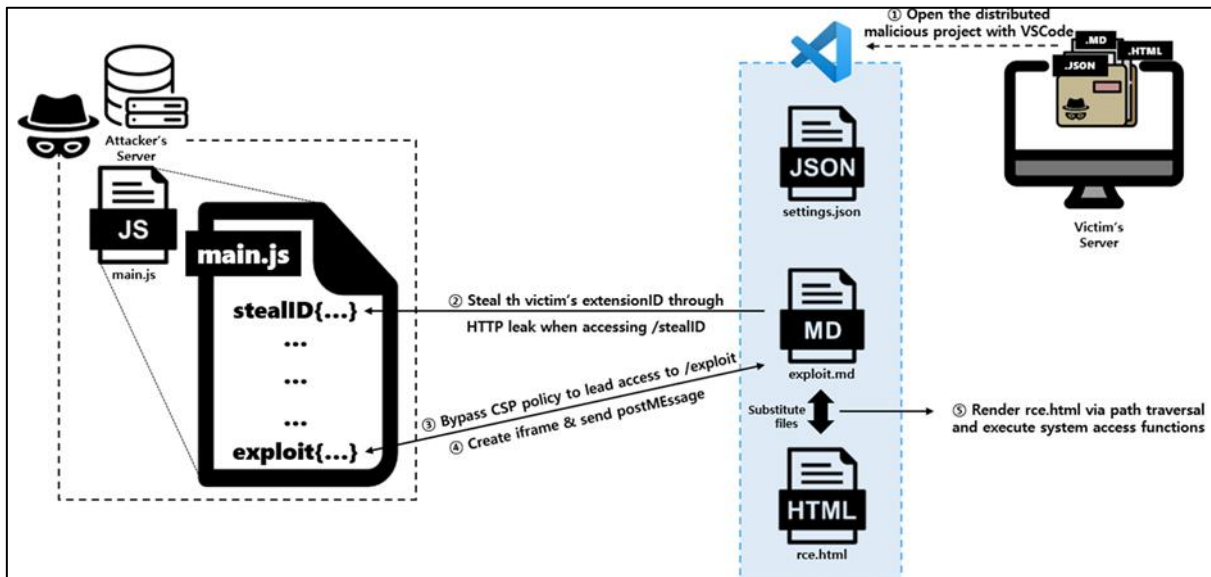 ① Open the distributed
malicious project with VSCode
.MD
.HTML
.JSON
Attacker's
Server
JS
main.js
main.js
stealID{...}
...
...
...
exploit{...}
② Steal th victim's extensionID through
HTTP leak when accessing /stealID
③ Bypass CSP policy to lead access to /exploit
④ Create iframe & send postMEssage
JSON
settings.json
MD
exploit.md
Substitute
files
HTML
rce.html
Victim's
Server
⑤ Render rce.html via path traversal
and execute system access functions